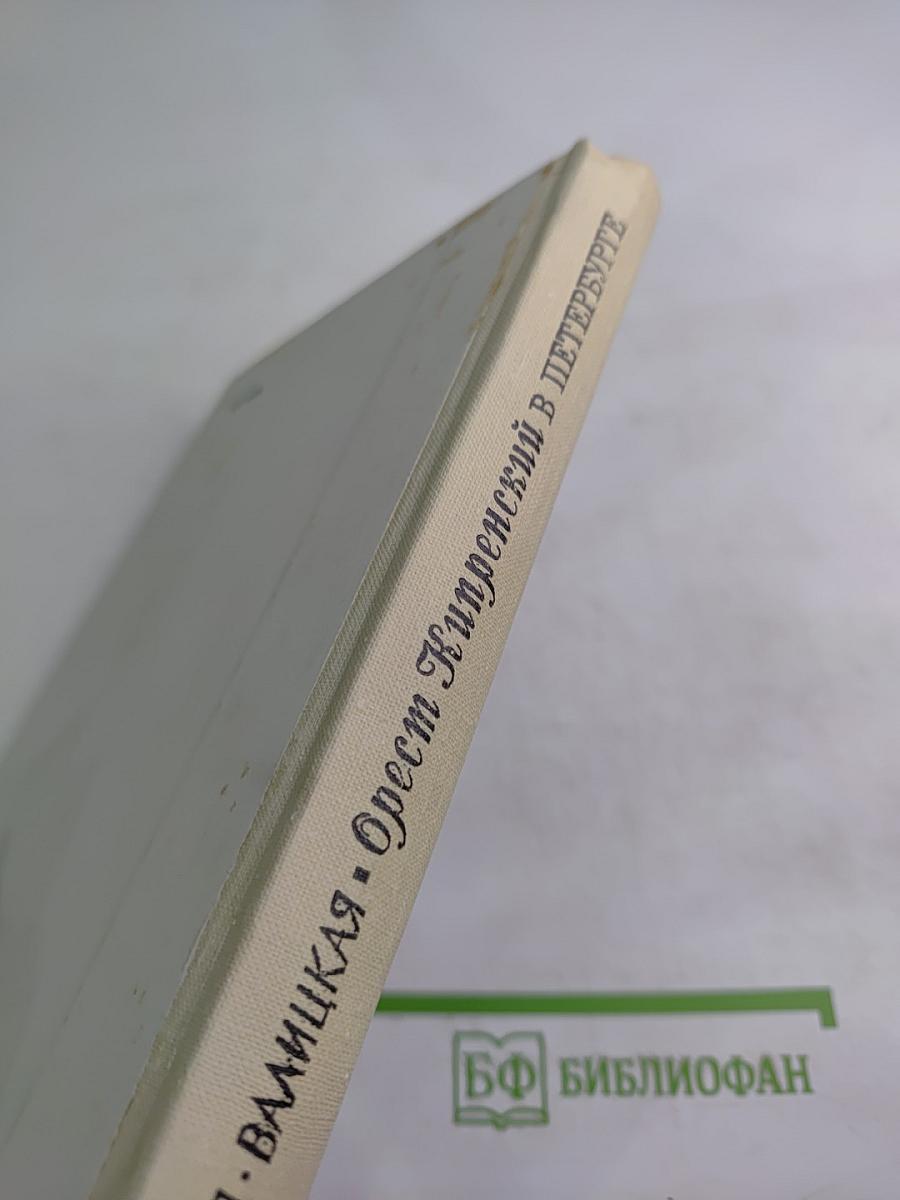 ВАЛИЦКАЯ ▪ Орест Кипренский В ПЕТЕРБУРГЕ
БФ БИБЛИОФАН